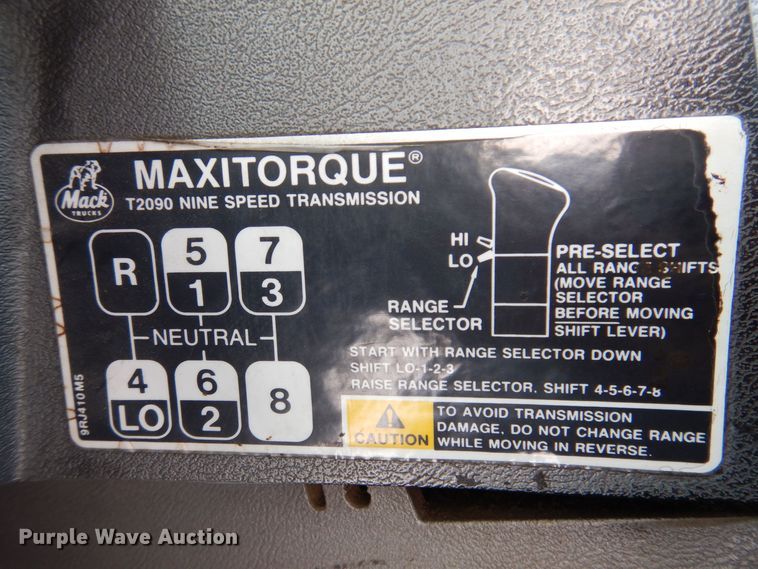 MAXITORQUE®
T2090 NINE SPEED TRANSMISSION
Mack
TRUCKS
R
5
1
7
3
NEUTRAL
4
LO
6
2
8
HI
LO
RANGE
SELECTOR
PRE-SELECT
ALL RANGE SHIFTS
(MOVE RANGE
SELECTOR
BEFORE MOVING
SHIFT LEVER)
START WITH RANGE SELECTOR DOWN
SHIFT LO-1-2-3
RAISE RANGE SELECTOR, SHIFT 4-5-6-7-8
CAUTION
TO AVOID TRANSMISSION
DAMAGE, DO NOT CHANGE RANGE
WHILE MOVING IN REVERSE.
9RJ410M5
Purple Wave Auction